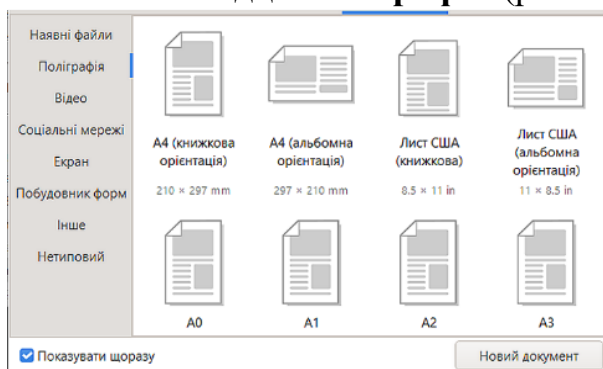 Наявні файли
Поліграфія
Відео
Соціальні мережі
Екран
Побудовник форм
Інше
Нетиповий
A4 (книжкова
орієнтація)
210 × 297 mm
A4 (альбомна
орієнтація)
297 × 210 mm
Лист США
(книжкова)
8.5 × 11 in
Лист США
(альбомна
орієнтація)
11 × 8.5 in
A0
A1
A2
A3
Показувати щоразу
Новий документ